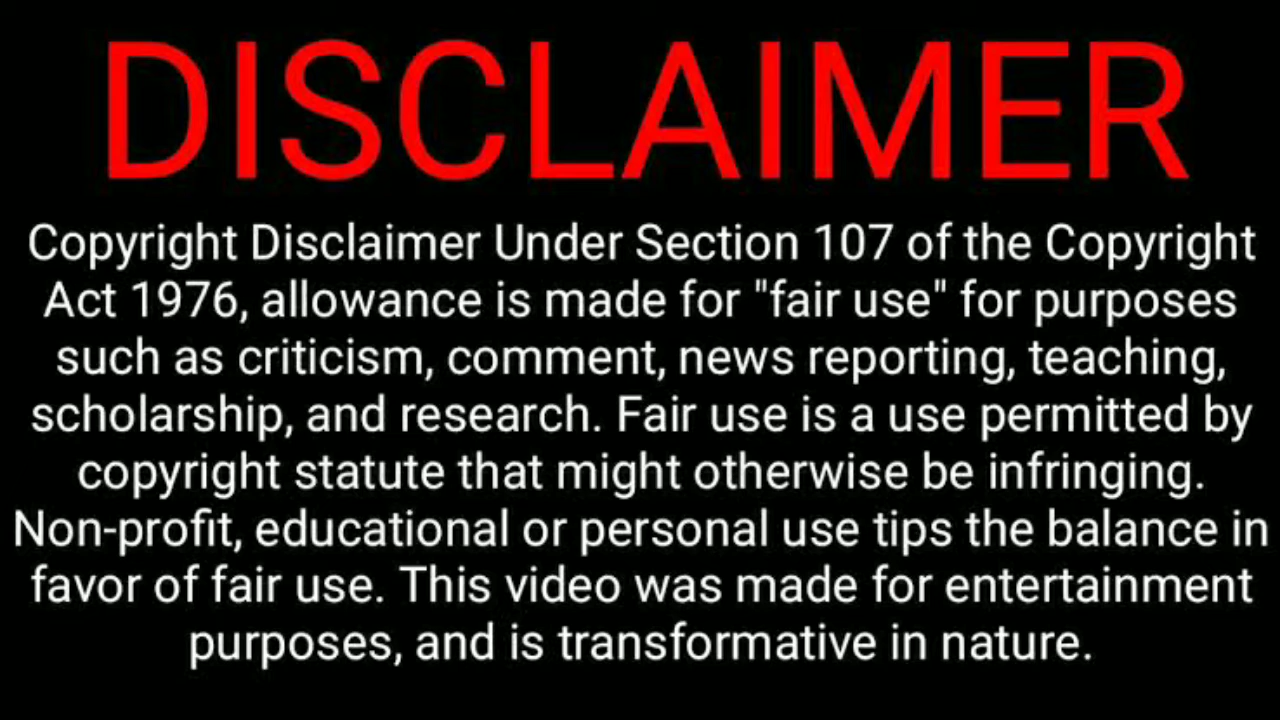 DISCLAIMER
Copyright Disclaimer Under Section 107 of the Copyright
Act 1976, allowance is made for "fair use" for purposes
such as criticism, comment, news reporting, teaching,
scholarship, and research. Fair use is a use permitted by
copyright statute that might otherwise be infringing.
Non-profit, educational or personal use tips the balance in
favor of fair use. This video was made for entertainment
purposes, and is transformative in nature.